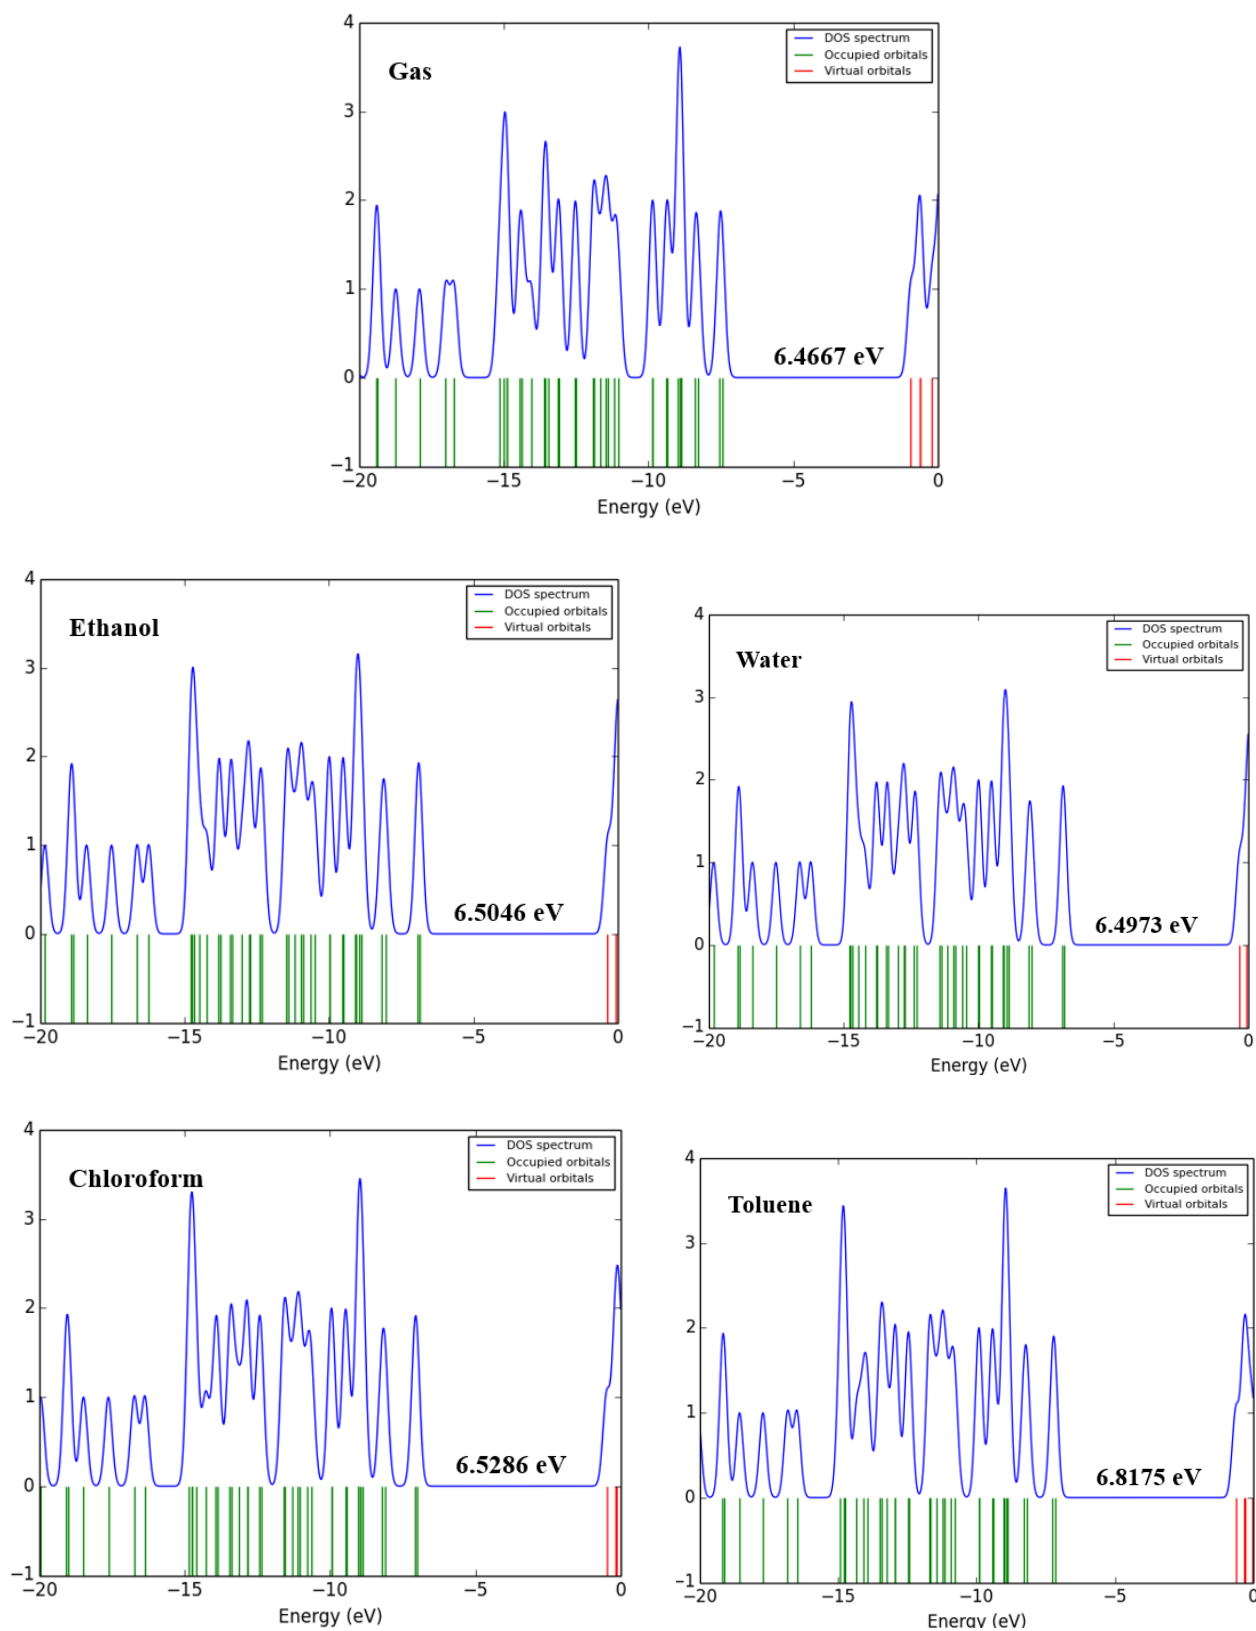 Gas
DOS spectrum
Occupied orbitals
Virtual orbitals
4
3
2
1
0
−1
6.4667 eV
−20
−15
−10
−5
0
Energy (eV)
Ethanol
DOS spectrum
Occupied orbitals
Virtual orbitals
4
3
2
1
0
−1
6.5046 eV
−20
−15
−10
−5
0
Energy (eV)
Water
DOS spectrum
Occupied orbitals
Virtual orbitals
4
3
2
1
0
−1
6.4973 eV
−20
−15
−10
−5
0
Energy (eV)
Chloroform
DOS spectrum
Occupied orbitals
Virtual orbitals
4
3
2
1
0
−1
6.5286 eV
−20
−15
−10
−5
0
Energy (eV)
Toluene
DOS spectrum
Occupied orbitals
Virtual orbitals
4
3
2
1
0
−1
6.8175 eV
−20
−15
−10
−5
0
Energy (eV)